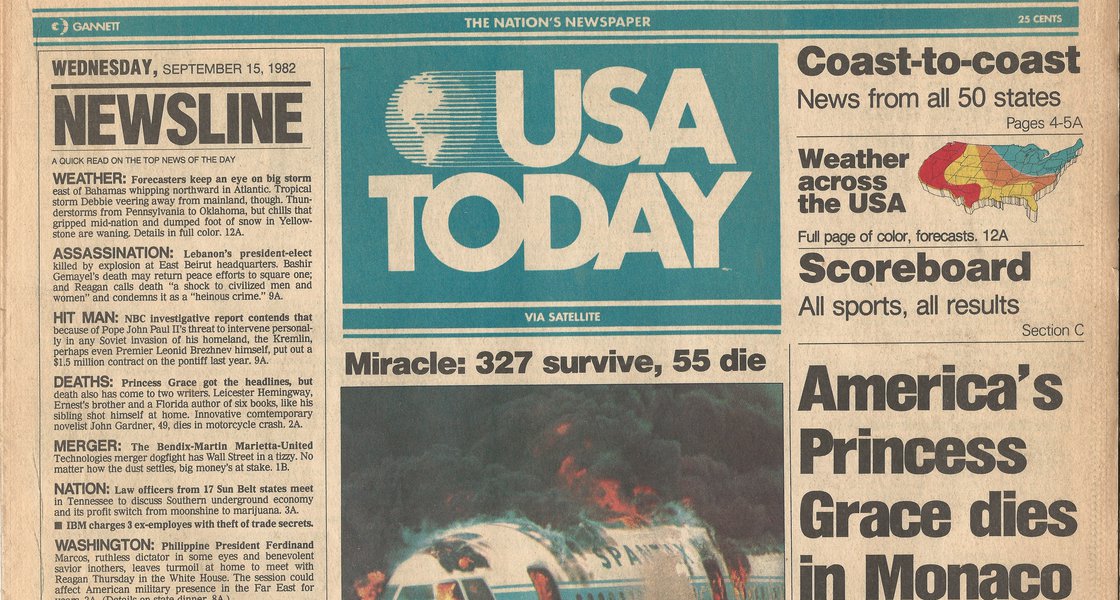 GANNETT
THE NATION'S NEWSPAPER
25 CENTS
WEDNESDAY, SEPTEMBER 15, 1982
NEWSLINE
A QUICK READ ON THE TOP NEWS OF THE DAY
WEATHER: Forecasters keep an eye on big storm
east of Bahamas whipping northward in Atlantic. Tropical
storm Debbie veering away from mainland, though. Thun-
derstorms from Pennsylvania to Oklahoma, but chills that
gripped mid-nation and dumped foot of snow in Yellow-
stone are waning. Details in full color. 12A.
ASSASSINATION: Lebanon's president-elect
killed by explosion at East Beirut headquarters. Bashir
Gemayel's death may return peace efforts to square one;
and Reagan calls death "a shock to civilized men and
women" and condemns it as a "heinous crime." 9A.
HIT MAN: NBC investigative report contends that
because of Pope John Paul II's threat to intervene personal-
ly in any Soviet invasion of his homeland, the Kremlin,
perhaps even Premier Leonid Brezhnev himself, put out a
$1.5 million contract on the pontiff last year. 9A.
DEATHS: Princess Grace got the headlines, but
death also has come to two writers. Leicester Hemingway,
Ernest's brother and a Florida author of six books, like his
sibling shot himself at home. Innovative comtemporary
novelist John Gardner, 49, dies in motorcycle crash. 2A.
MERGER: The Bendix-Martin Marietta-United
Technologies merger dogfight has Wall Street in a tizzy. No
matter how the dust settles, big money's at stake. 1B.
NATION: Law officers from 17 Sun Belt states meet
in Tennessee to discuss Southern underground economy
and its profit switch from moonshine to marijuana. 3A.
■ IBM charges 3 ex-employes with theft of trade secrets.
WASHINGTON: Philippine President Ferdinand
Marcos, ruthless dictator in some eyes and benevolent
savior inothers, leaves turmoil at home to meet with
Reagan Thursday in the White House. The session could
affect American military presence in the Far East for
years. 2A. (Details on state dinner, 8A.)
USA
TODAY
VIA SATELLITE
Miracle: 327 survive, 55 die
Coast-to-coast
News from all 50 states
Pages 4-5A
Weather
across
the USA
Full page of color, forecasts. 12A
Scoreboard
All sports, all results
Section C
America's
Princess
Grace dies
in Monaco